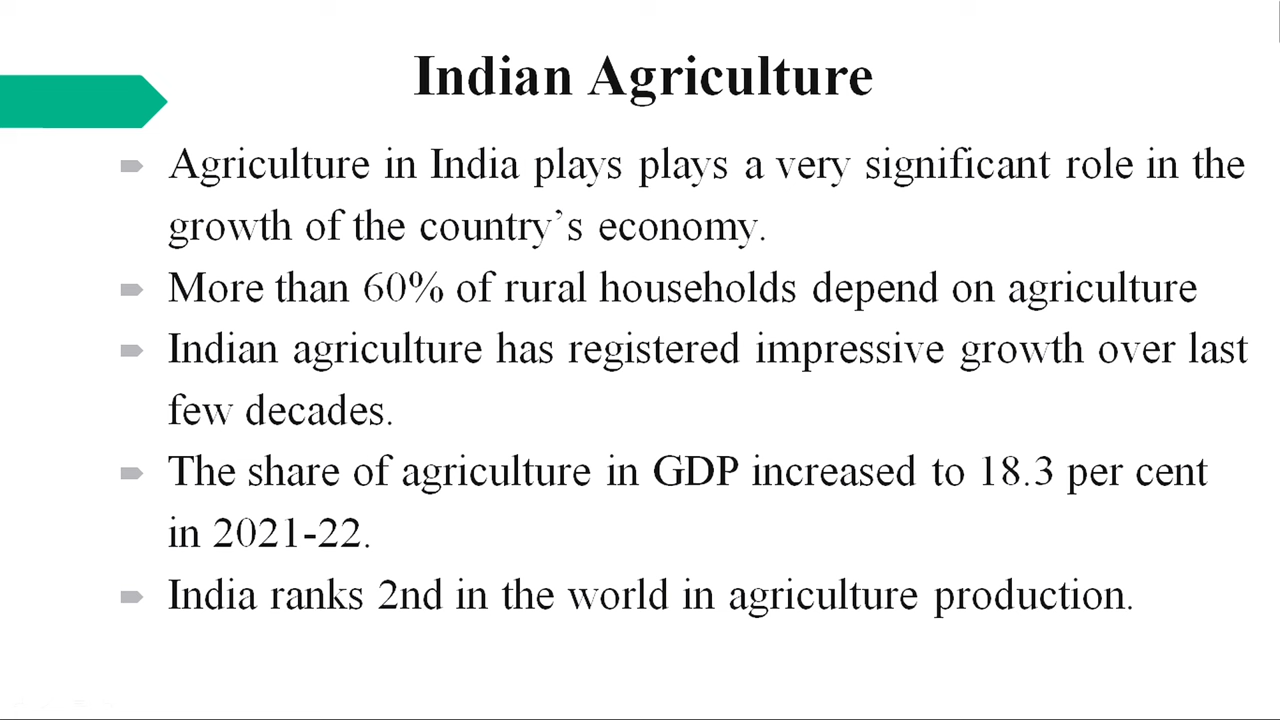 Indian Agriculture
Agriculture in India plays plays a very significant role in the
growth of the country’s economy.
More than 60% of rural households depend on agriculture
Indian agriculture has registered impressive growth over last
few decades.
The share of agriculture in GDP increased to 18.3 per cent
in 2021-22.
India ranks 2nd in the world in agriculture production.